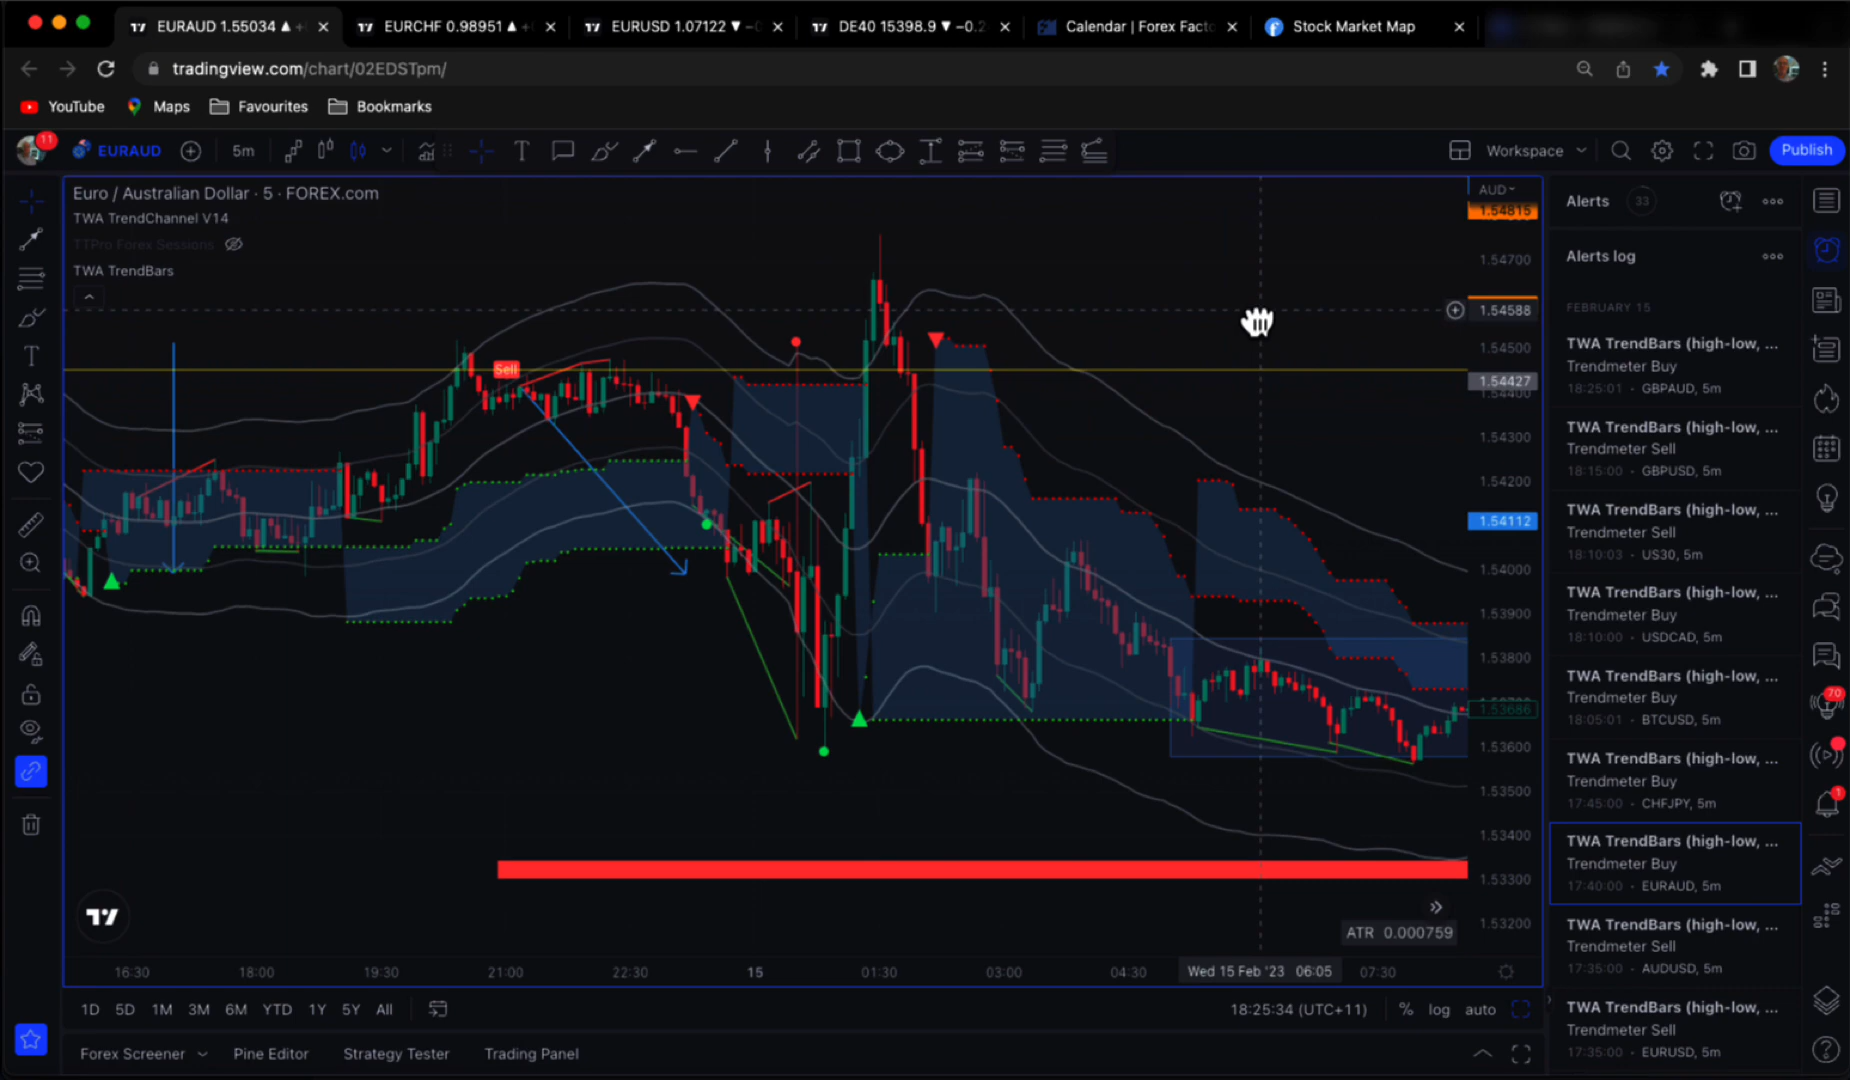 EURAUD 1.55034 ▲ +
EURCHF 0.98951 ▲ +
EURUSD 1.07122 ▼ −
DE40 15398.9 ▼ −0.2
Calendar | Forex Facto
Stock Market Map
tradingview.com/chart/02EDSTpm/
YouTube
Maps
Favourites
Bookmarks
11
EURAUD
5m
Workspace
Publish
Euro / Australian Dollar · 5 · FOREX.com
TWA TrendChannel V14
TTPro Forex Sessions
TWA TrendBars
Sell
AUD
1.54815
1.54700
1.54588
1.54500
1.54427
1.54400
1.54300
1.54200
1.54112
1.54000
1.53900
1.53800
1.53686
1.53600
1.53500
1.53400
1.53300
1.53200
ATR 0.000759
16:30
18:00
19:30
21:00
22:30
15
01:30
03:00
04:30
Wed 15 Feb '23 06:05
07:30
1D
5D
1M
3M
6M
YTD
1Y
5Y
All
18:25:34 (UTC+11)
%
log
auto
Forex Screener
Pine Editor
Strategy Tester
Trading Panel
Alerts
33
Alerts log
FEBRUARY 15
TWA TrendBars (high-low, ...
Trendmeter Buy
18:25:01 · GBPAUD, 5m
TWA TrendBars (high-low, ...
Trendmeter Sell
18:15:00 · GBPUSD, 5m
TWA TrendBars (high-low, ...
Trendmeter Sell
18:10:03 · US30, 5m
TWA TrendBars (high-low, ...
Trendmeter Buy
18:10:00 · USDCAD, 5m
TWA TrendBars (high-low, ...
Trendmeter Buy
18:05:01 · BTCUSD, 5m
TWA TrendBars (high-low, ...
Trendmeter Buy
17:45:00 · CHFJPY, 5m
TWA TrendBars (high-low, ...
Trendmeter Buy
17:40:00 · EURAUD, 5m
TWA TrendBars (high-low, ...
Trendmeter Sell
17:35:00 · AUDUSD, 5m
TWA TrendBars (high-low, ...
Trendmeter Sell
17:35:00 · EURUSD, 5m
70
1